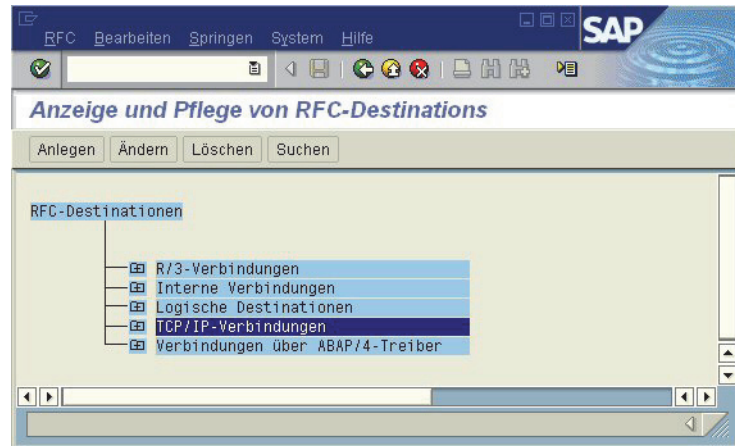 RFC Bearbeiten Springen System Hilfe
SAP
Anzeige und Pflege von RFC-Destinations
Anlegen Ändern Löschen Suchen
RFC-Destinationen
R/3-Verbindungen
Interne Verbindungen
Logische Destinationen
TCP/IP-Verbindungen
Verbindungen über ABAP/4-Treiber